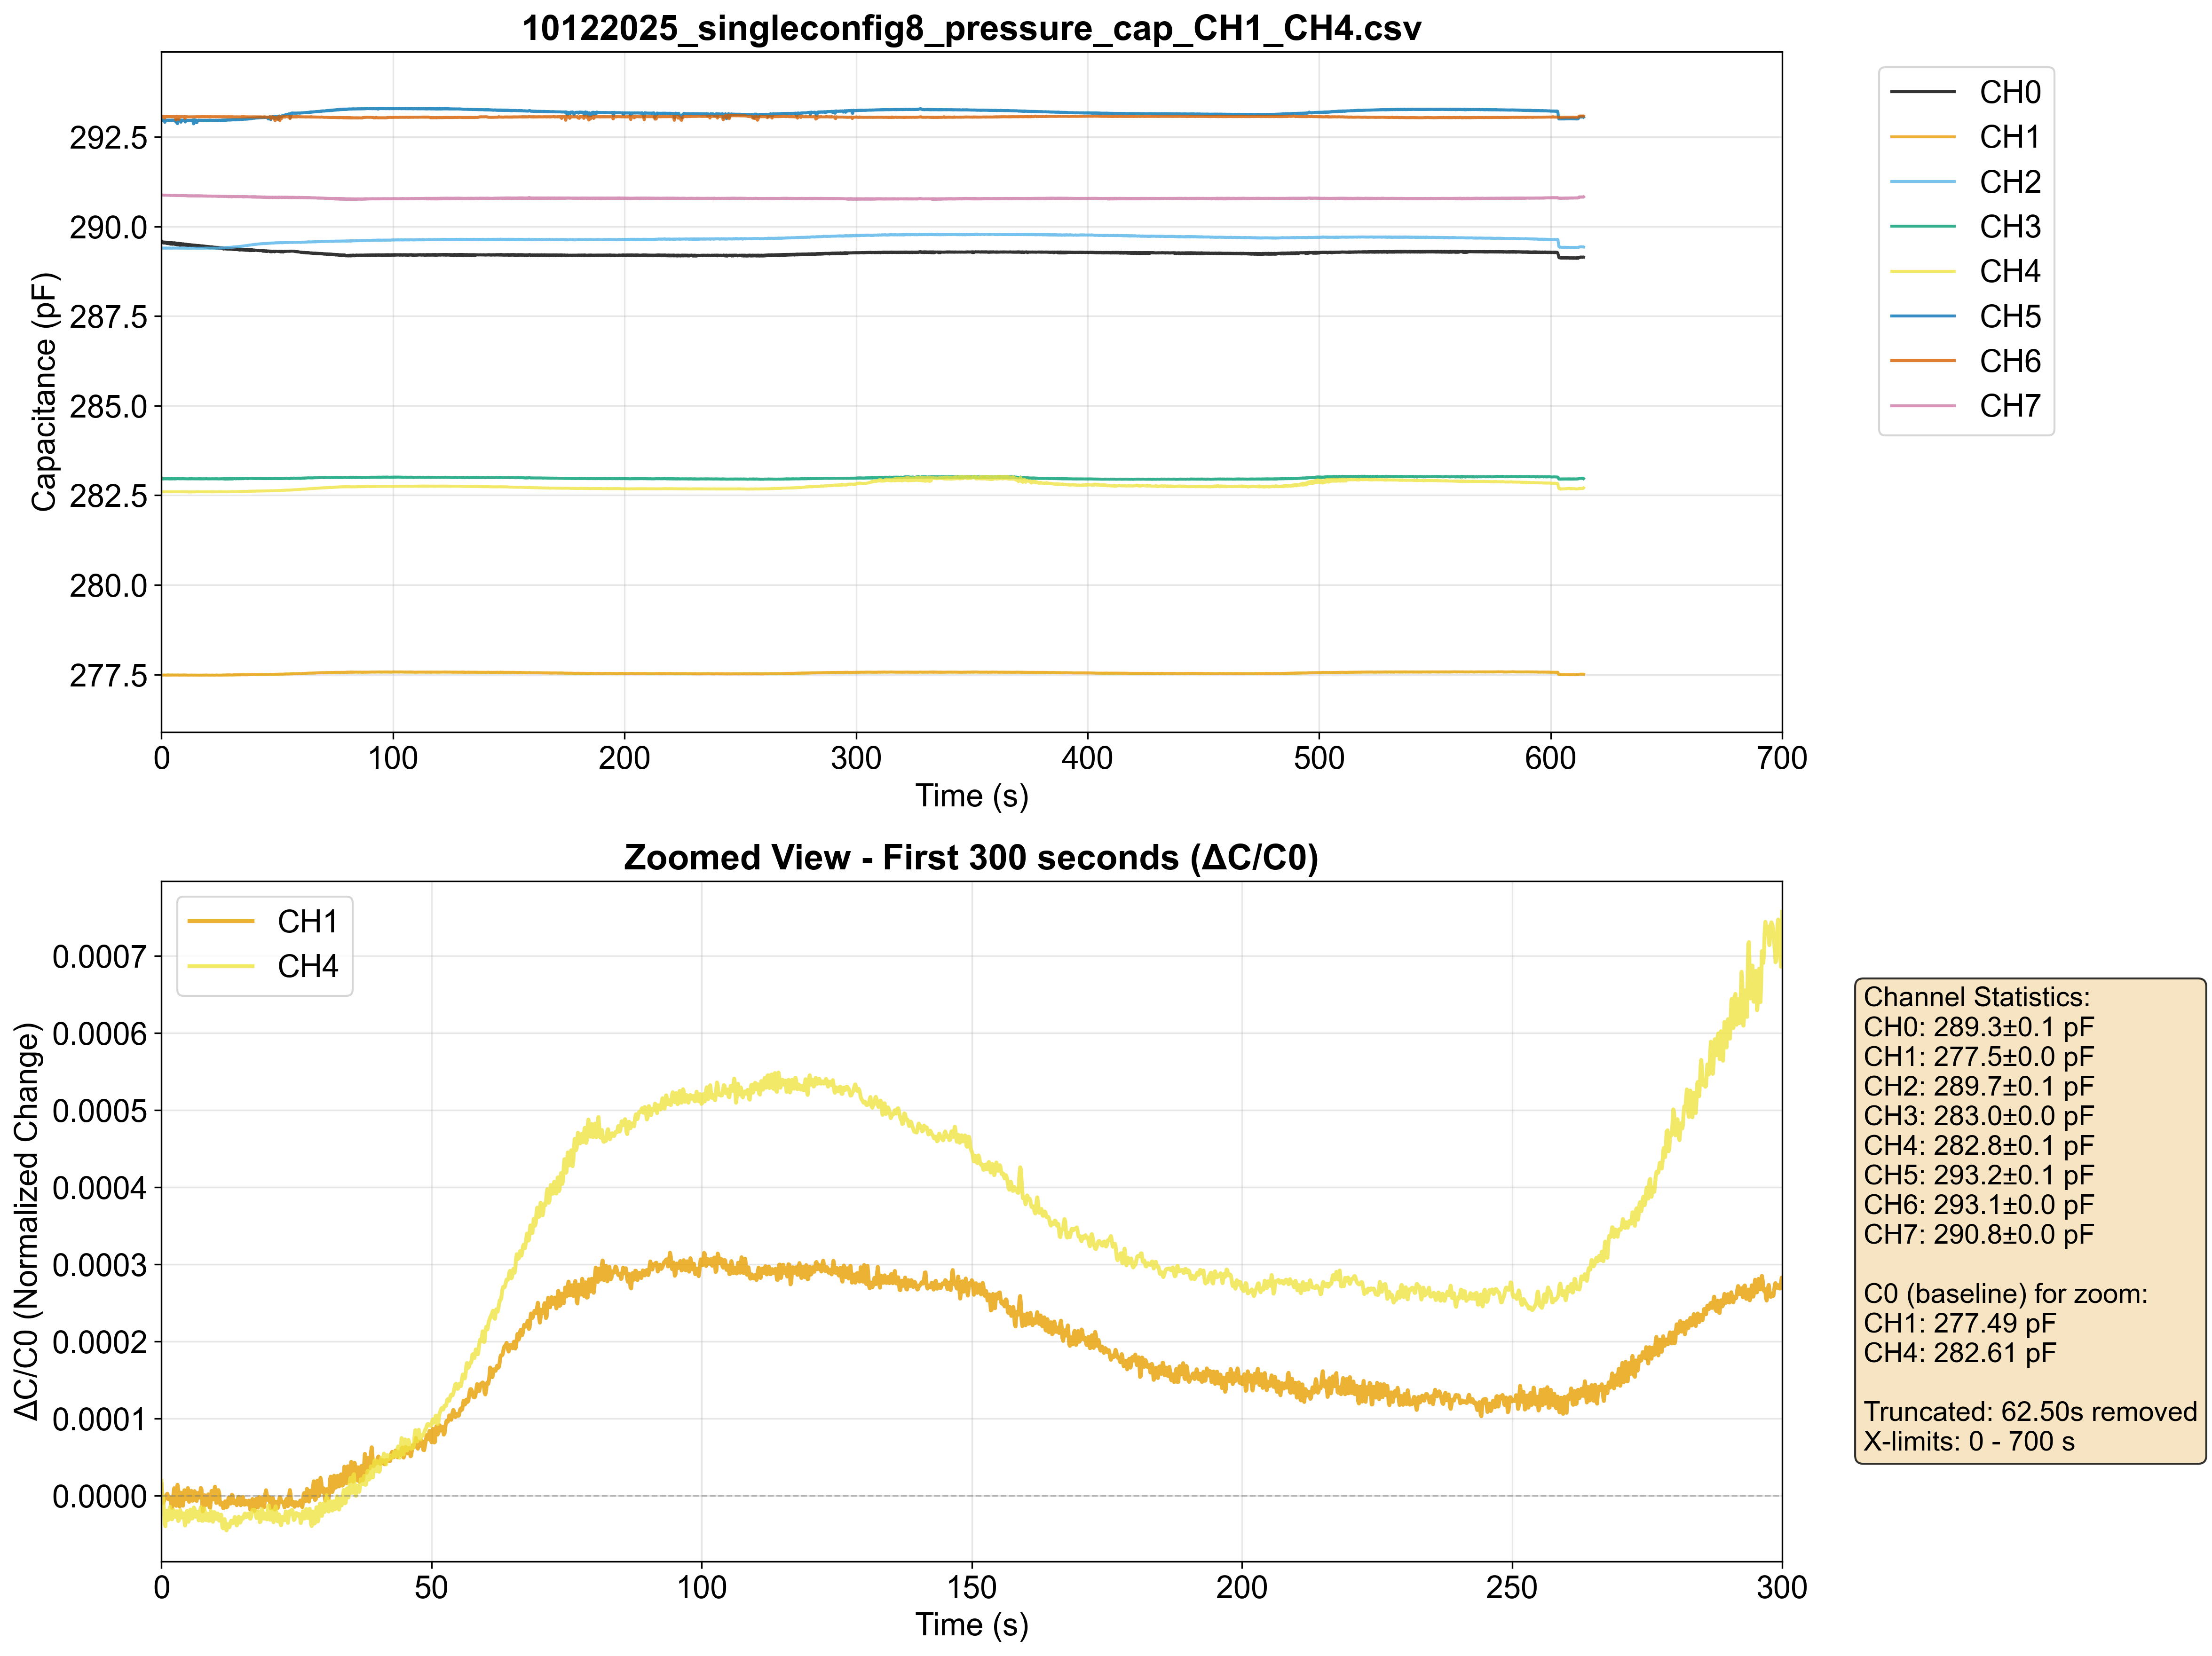 10122025_singleconfig8_pressure_cap_CH1_CH4.csv
Capacitance (pF)
292.5
290.0
287.5
285.0
282.5
280.0
277.5
0 100 200 300 400 500 600 700
Time (s)
CH0
CH1
CH2
CH3
CH4
CH5
CH6
CH7
Zoomed View - First 300 seconds (ΔC/C0)
ΔC/C0 (Normalized Change)
0.0007
0.0006
0.0005
0.0004
0.0003
0.0002
0.0001
0.0000
CH1
CH4
0 50 100 150 200 250 300
Time (s)
Channel Statistics:
CH0: 289.3±0.1 pF
CH1: 277.5±0.0 pF
CH2: 289.7±0.1 pF
CH3: 283.0±0.0 pF
CH4: 282.8±0.1 pF
CH5: 293.2±0.1 pF
CH6: 293.1±0.0 pF
CH7: 290.8±0.0 pF
C0 (baseline) for zoom:
CH1: 277.49 pF
CH4: 282.61 pF
Truncated: 62.50s removed
X-limits: 0 - 700 s